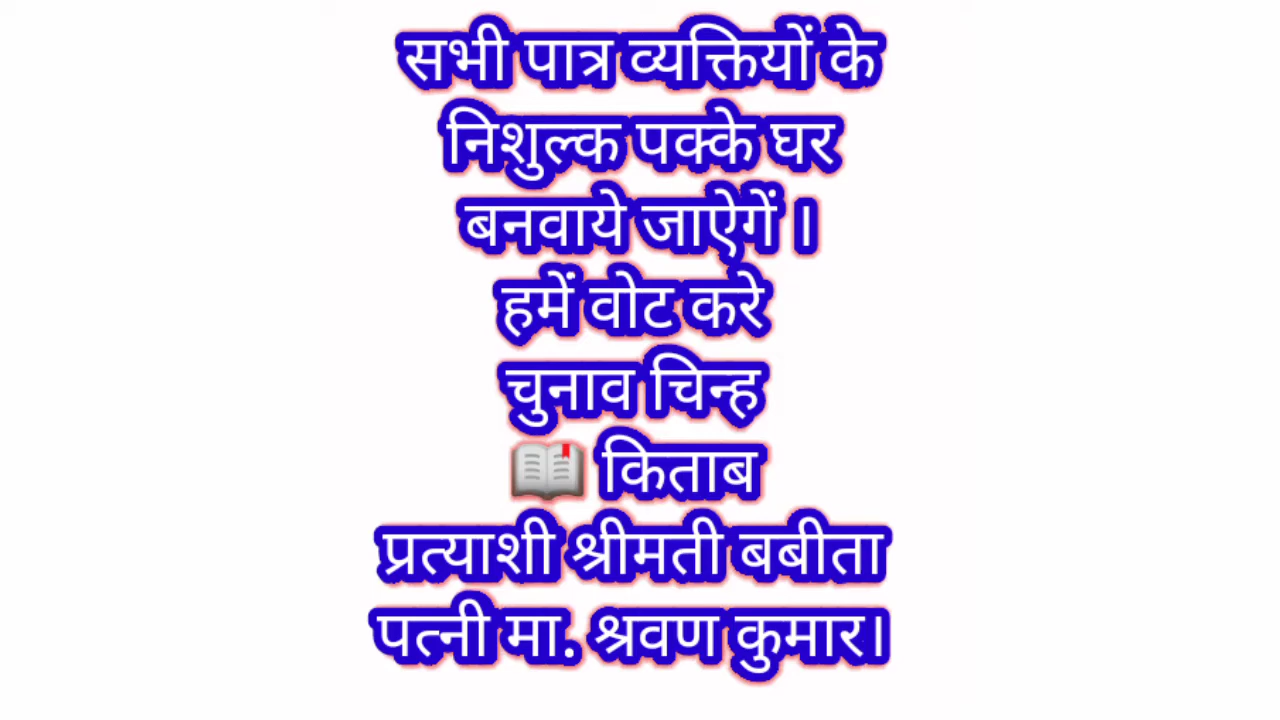 सभी पात्र व्यक्तियों के
निशुल्क पक्के घर
बनवाये जाऐगें ।
हमें वोट करे
चुनाव चिन्ह
📖 किताब
प्रत्याशी श्रीमती बबीता
पत्नी मा. श्रवण कुमार।